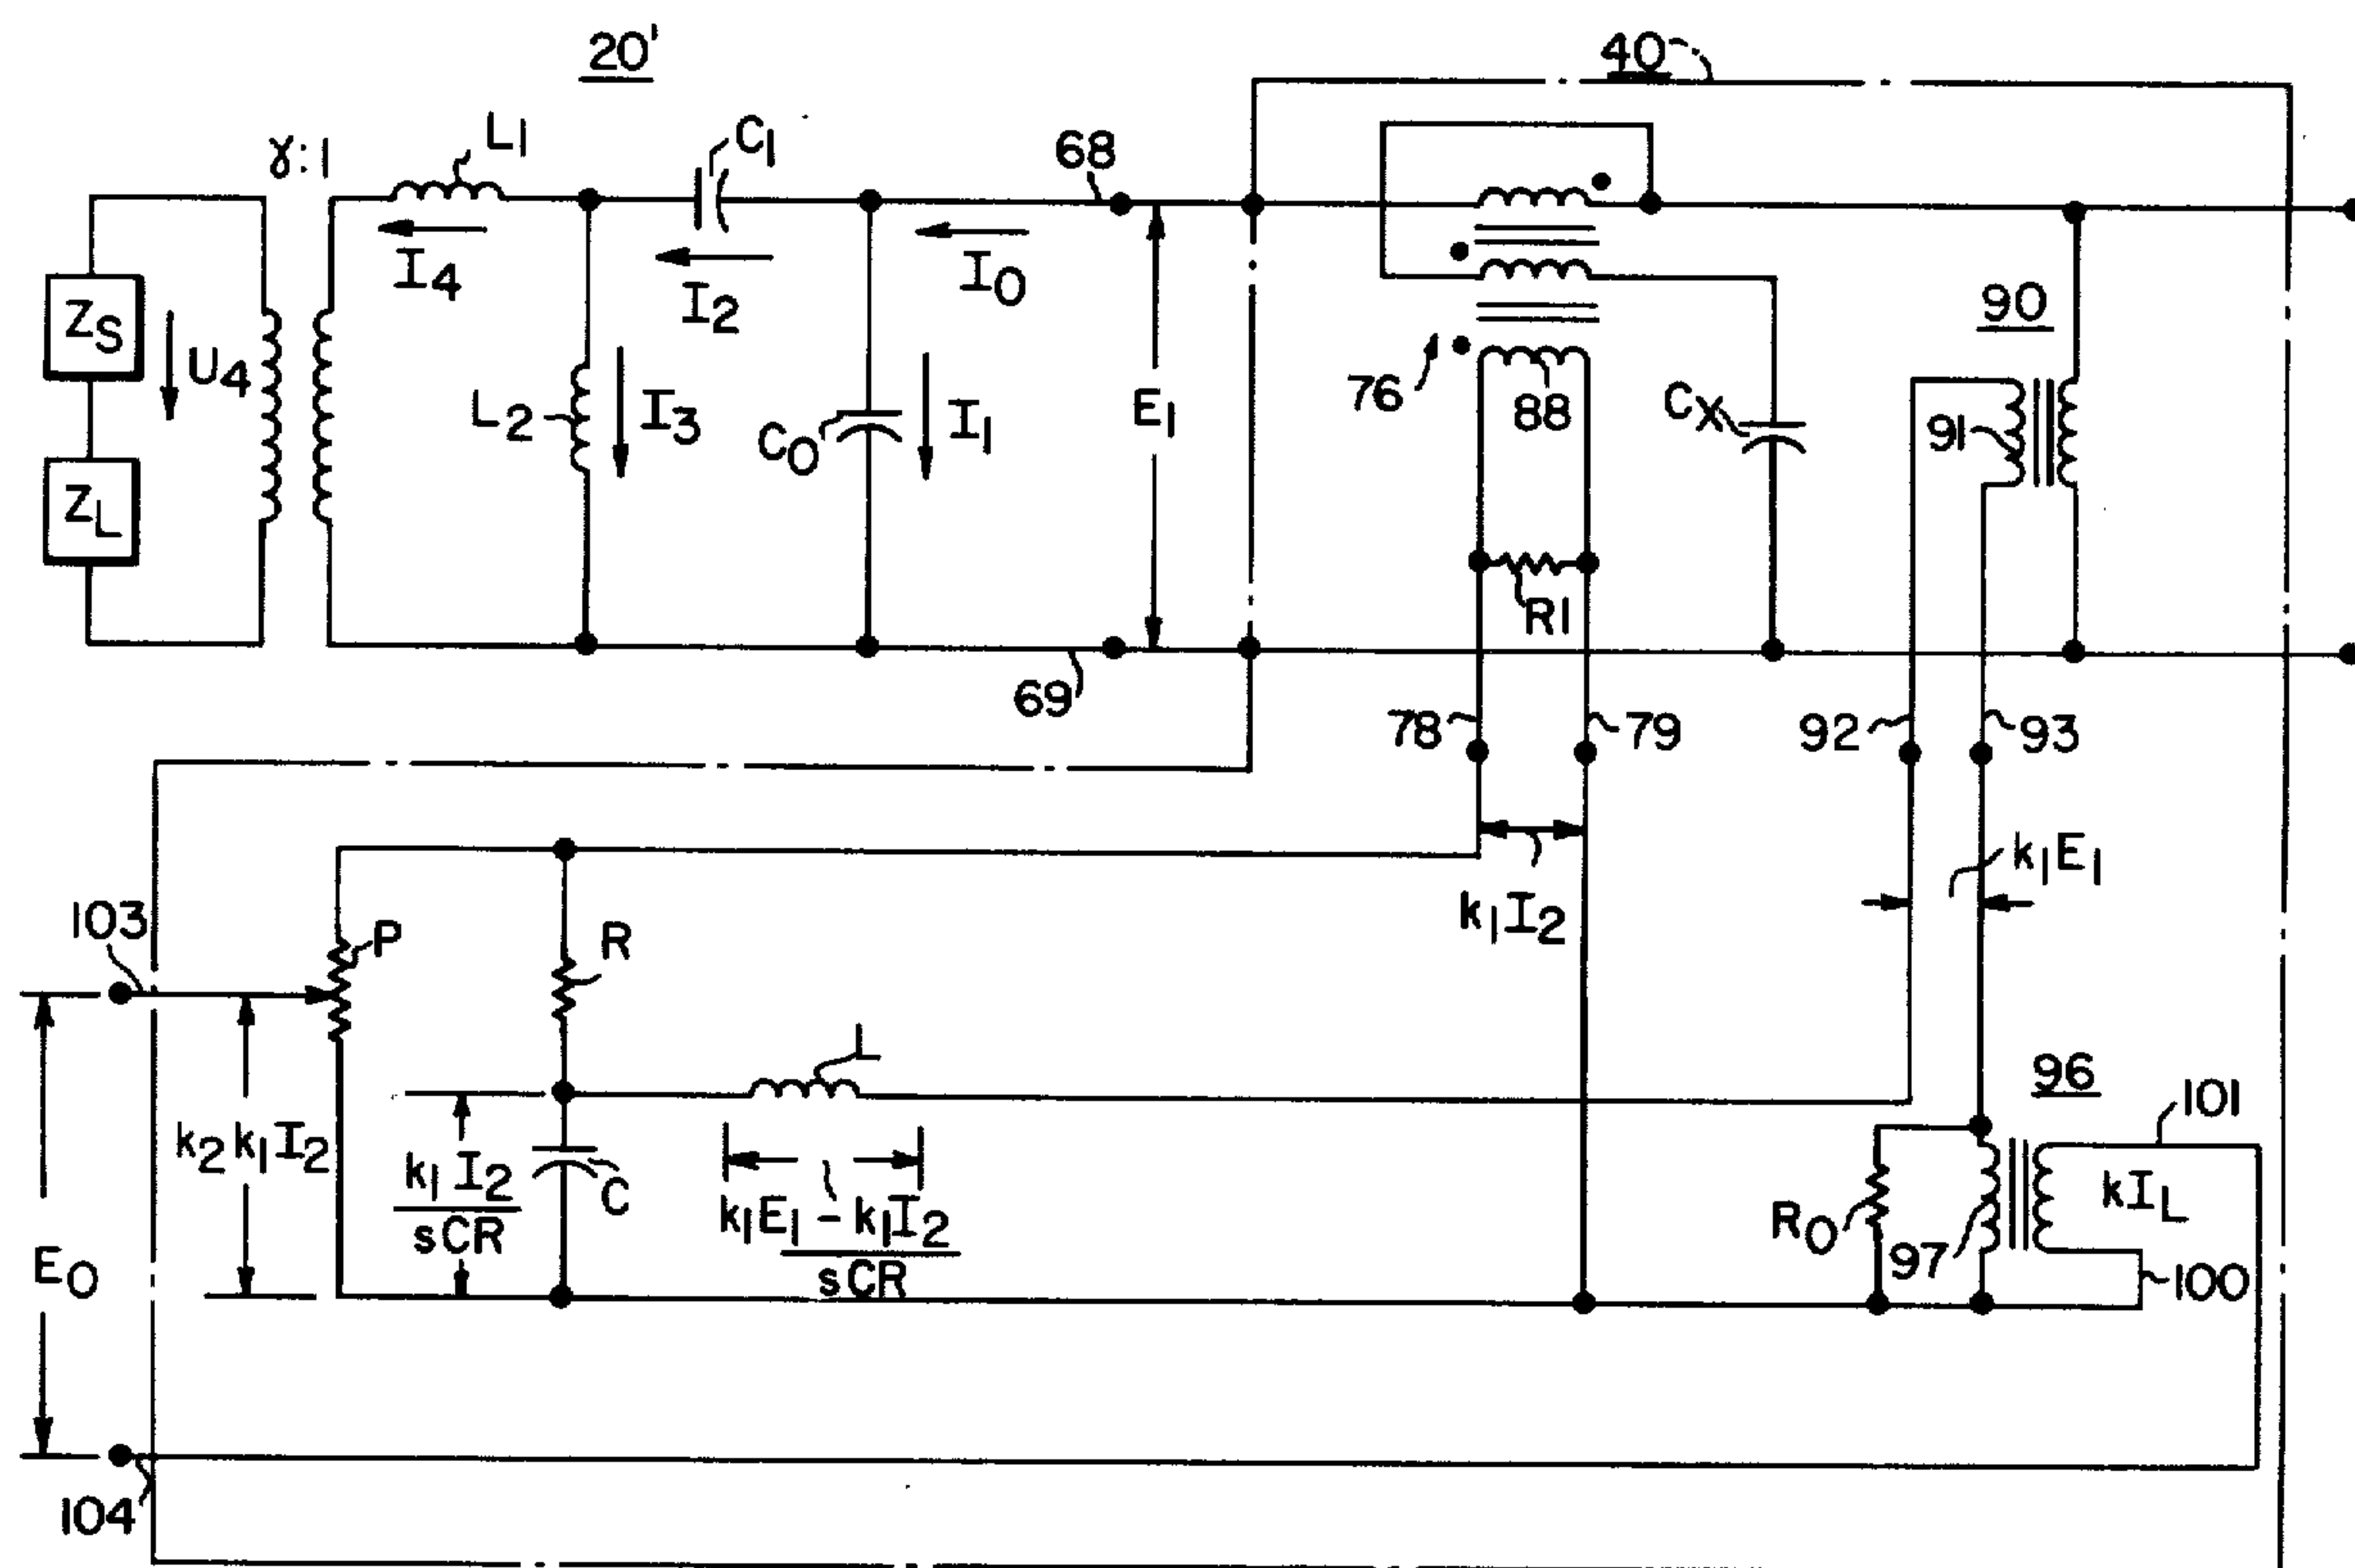 20'
40
γ:1
L1
C1
68
I4
I2
I0
90
ZS
U4
L2
I3
C0
I1
E1
76
88
CX
91
ZL
R1
69
78
79
92
93
k1E1
k1I2
103
P
R
L
96
101
k2k1I2
k1I2
sCR
C
k1E1 - k1I2
sCR
R0
97
kIL
100
E0
104